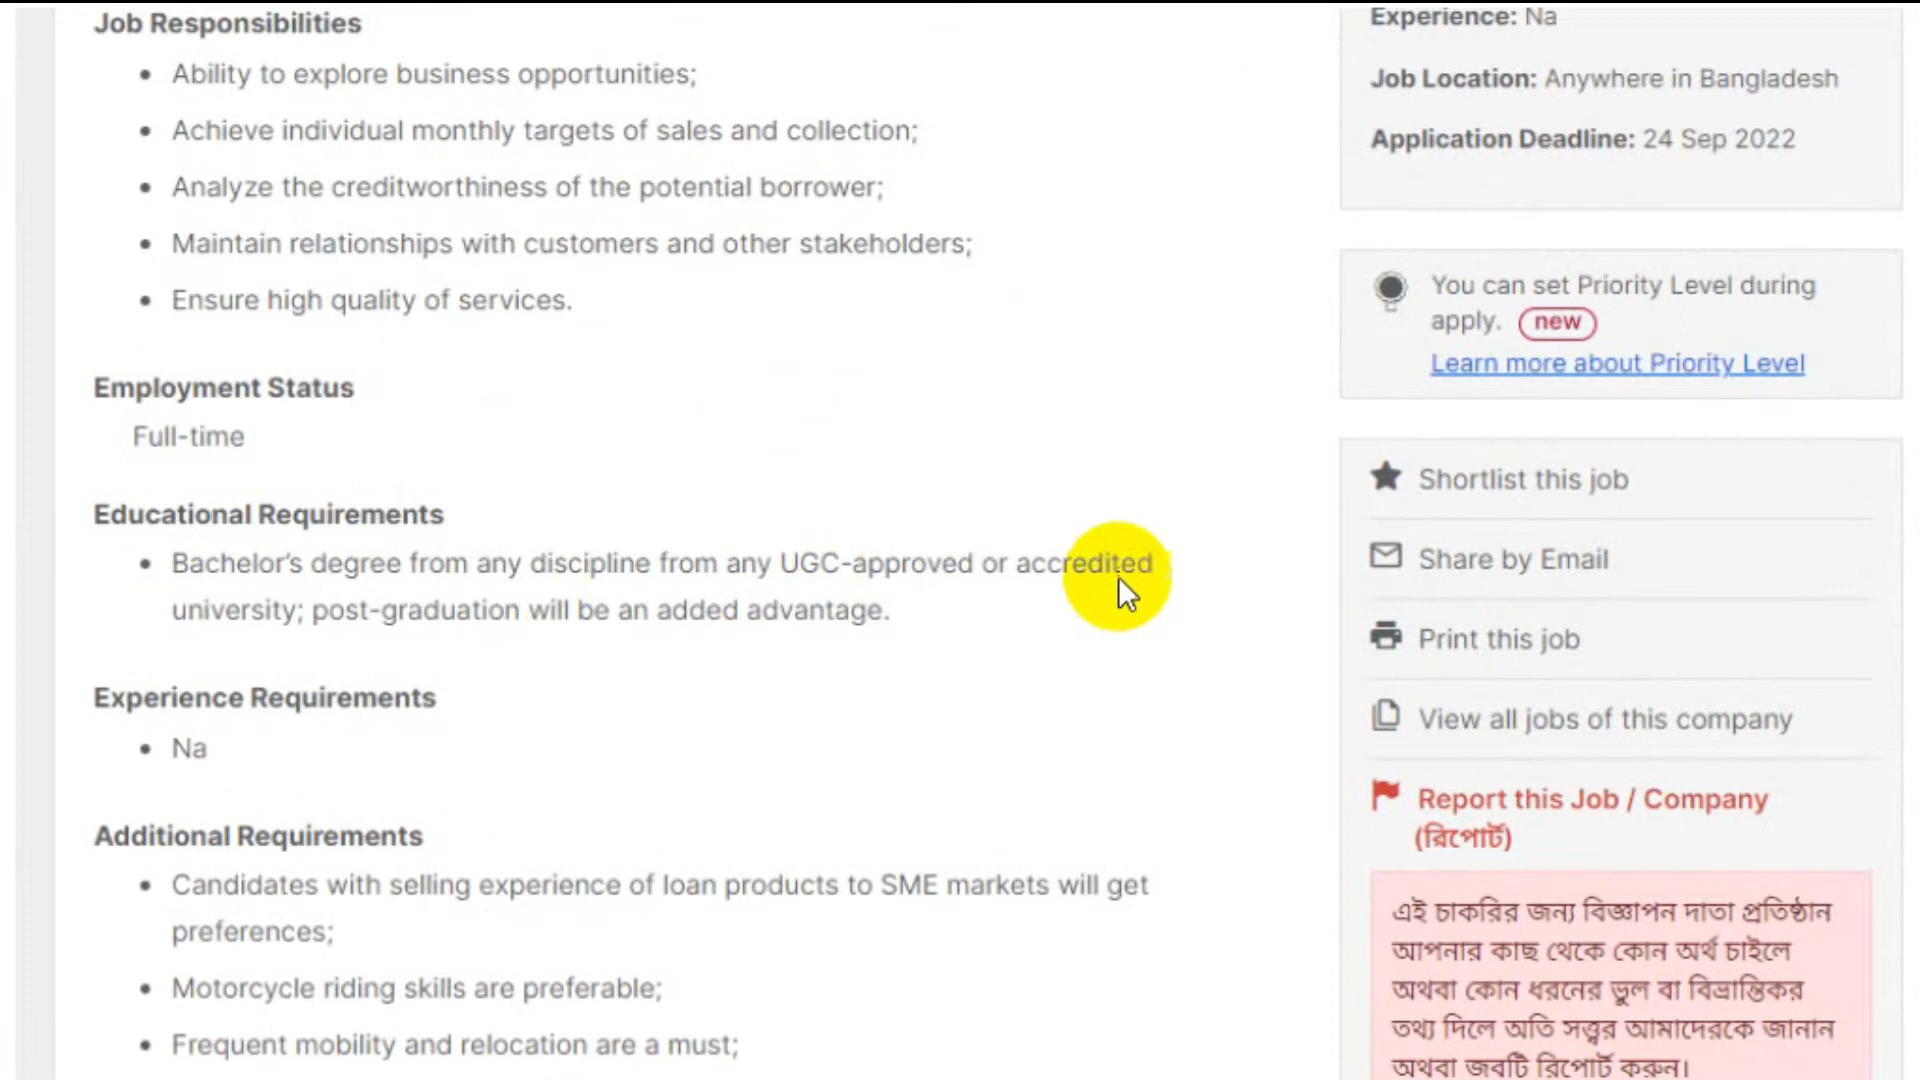 Job Responsibilities
• Ability to explore business opportunities;
• Achieve individual monthly targets of sales and collection;
• Analyze the creditworthiness of the potential borrower;
• Maintain relationships with customers and other stakeholders;
• Ensure high quality of services.
Employment Status
Full-time
Educational Requirements
• Bachelor's degree from any discipline from any UGC-approved or accredited
university; post-graduation will be an added advantage.
Experience Requirements
• Na
Additional Requirements
• Candidates with selling experience of loan products to SME markets will get
preferences;
• Motorcycle riding skills are preferable;
• Frequent mobility and relocation are a must;
Experience: Na
Job Location: Anywhere in Bangladesh
Application Deadline: 24 Sep 2022
You can set Priority Level during
apply. new
Learn more about Priority Level
Shortlist this job
Share by Email
Print this job
View all jobs of this company
Report this Job / Company
(রিপোর্ট)
এই চাকরির জন্য বিজ্ঞাপন দাতা প্রতিষ্ঠান
আপনার কাছ থেকে কোন অর্থ চাইলে
অথবা কোন ধরনের ভুল বা বিভ্রান্তিকর
তথ্য দিলে অতি সত্ত্বর আমাদেরকে জানান
অথবা জবটি রিপোর্ট করুন।